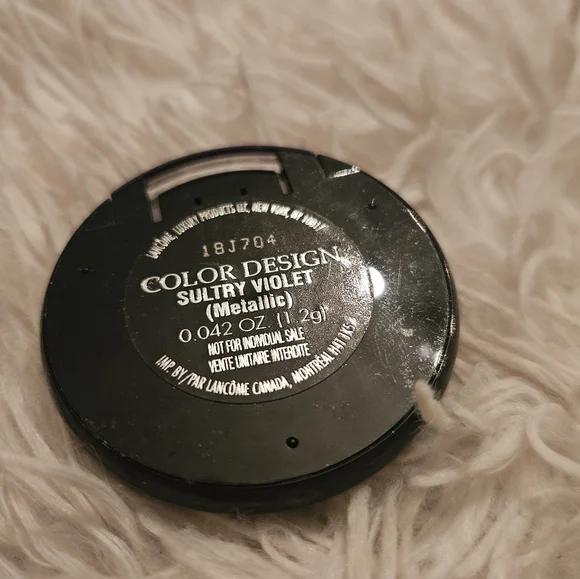 LANCÔME, LUXURY PRODUCTS LLC, NEW YORK, NY 10017
18J704
COLOR DESIGN
SULTRY VIOLET
(Metallic)
0.042 OZ. (1.2g)
NOT FOR INDIVIDUAL SALE
VENTE UNITAIRE INTERDITE
IMP. BY/PAR LANCÔME CANADA, MONTRÉAL